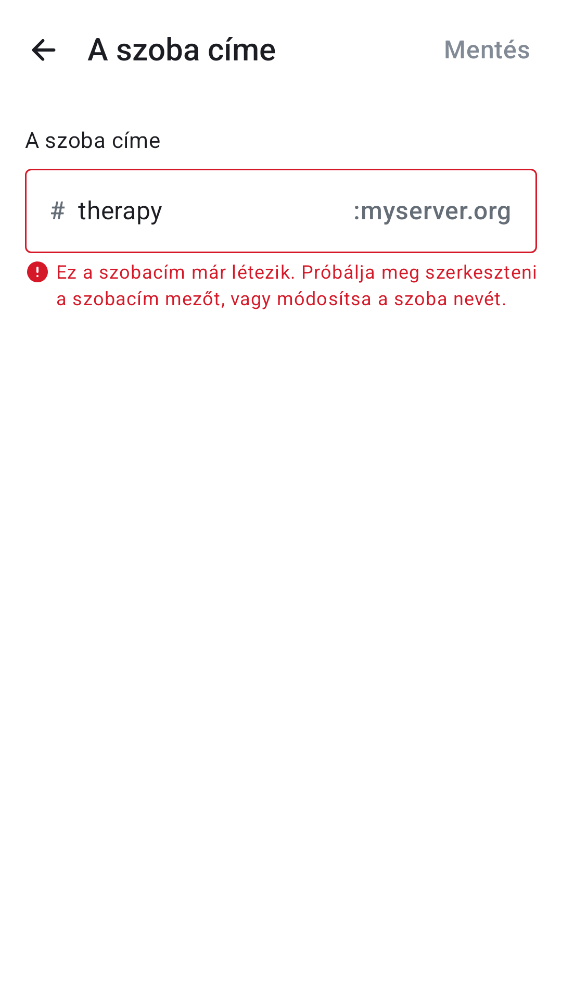 A szoba címe
Mentés
A szoba címe
# therapy :myserver.org
Ez a szobacím már létezik. Próbálja meg szerkeszteni
a szobacím mezőt, vagy módosítsa a szoba nevét.